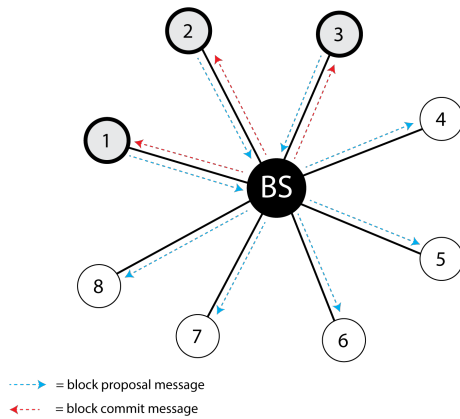 2
3
4
1
BS
5
8
7
6
= block proposal message
= block commit message